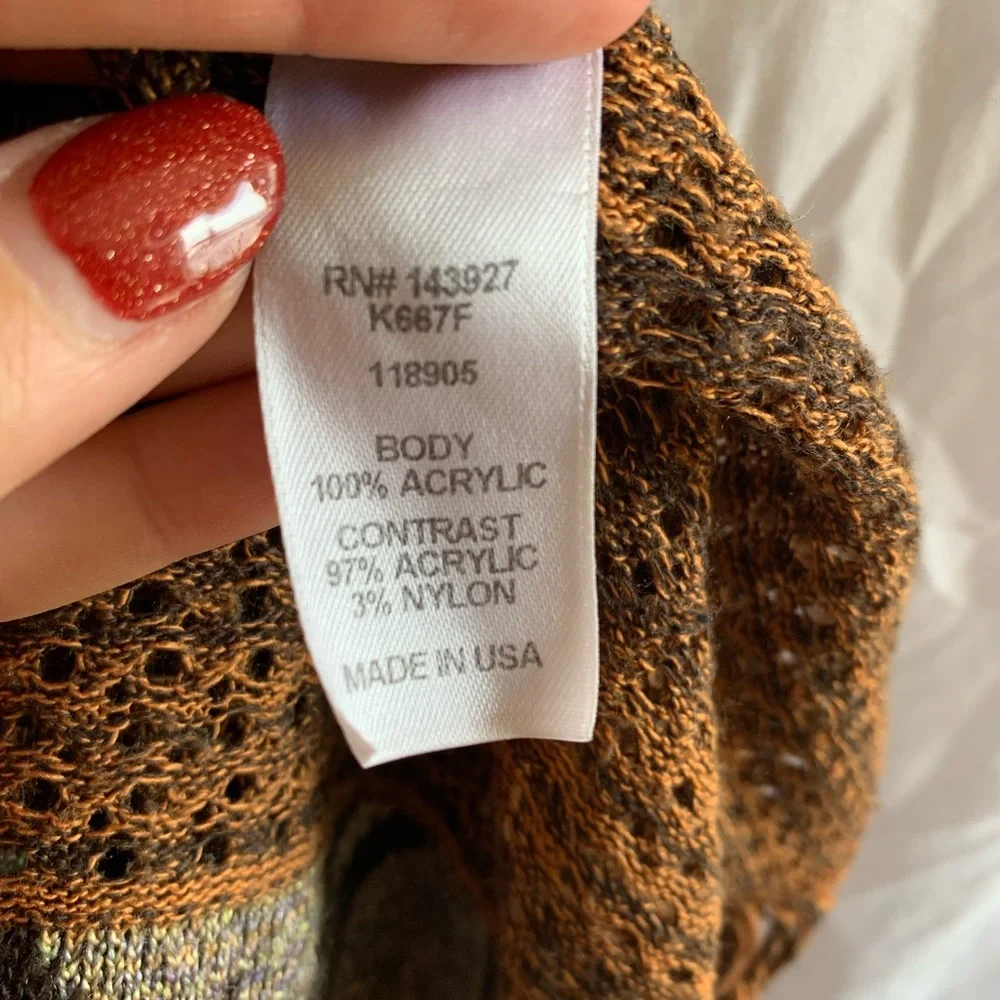 RN# 143927
K667F
118905
BODY
100% ACRYLIC
CONTRAST
97% ACRYLIC
3% NYLON
MADE IN USA